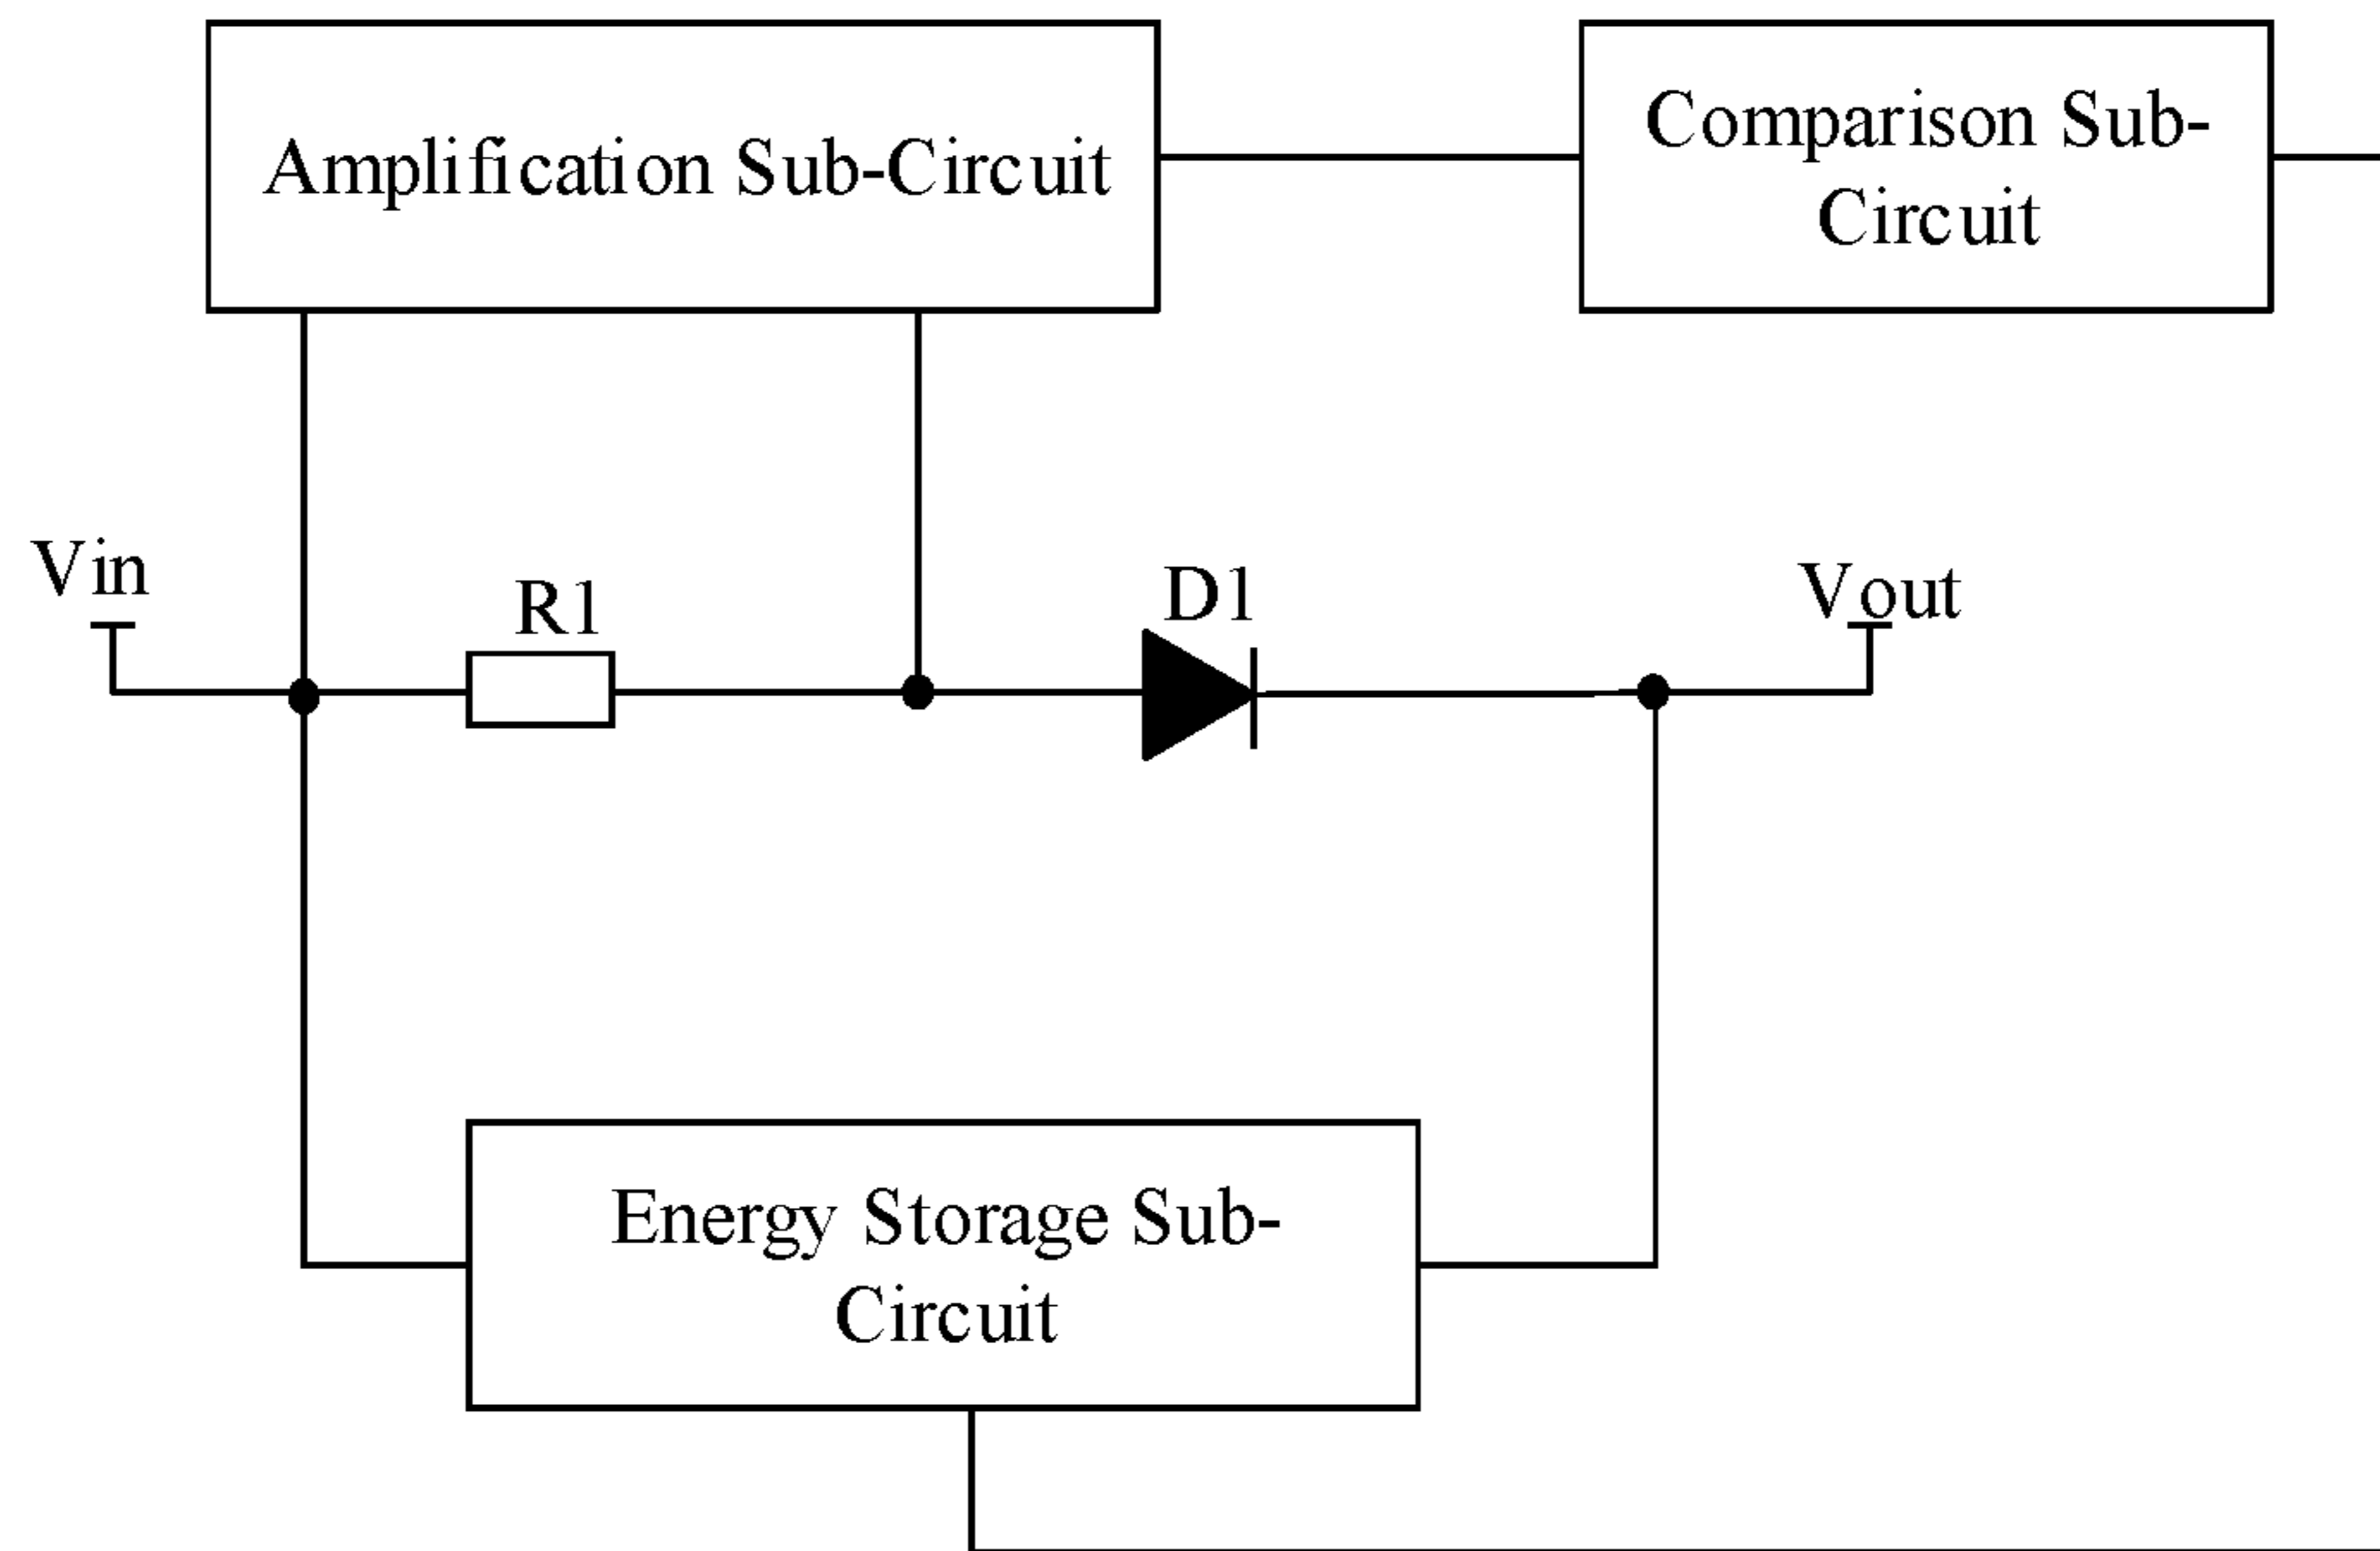 Amplification Sub-Circuit
Comparison Sub-
Circuit
Vin
R1
D1
Vout
Energy Storage Sub-
Circuit